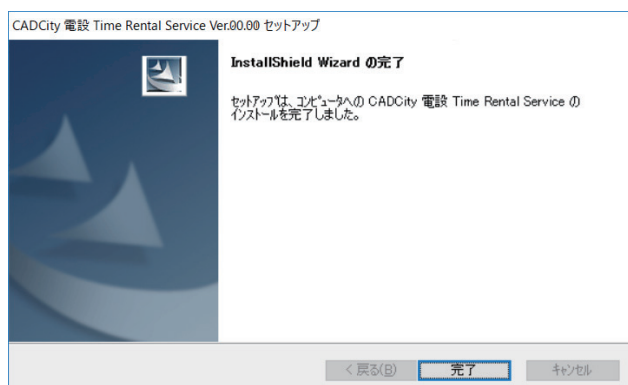 CADCity 電設 Time Rental Service Ver.00.00 セットアップ
InstallShield Wizard の完了
セットアップは、コンピュータへの CADCity 電設 Time Rental Service の
インストールを完了しました。
< 戻る(B)
完了
キャンセル